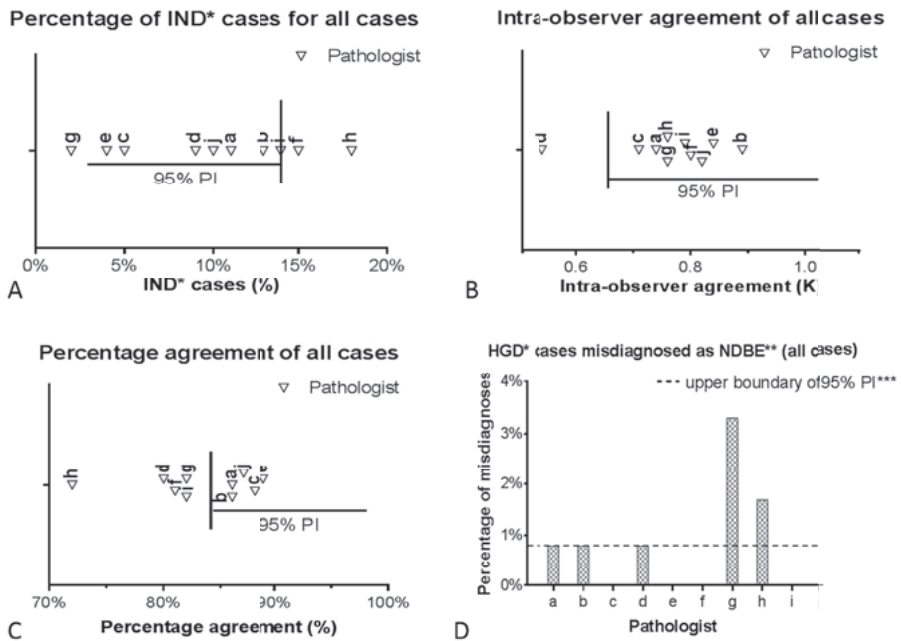 Percentage of IND* cases for all cases
Pathologist
g e c d j a b i f h
95% PI
0% 5% 10% 15% 20%
IND* cases (%)
A
Intra-observer agreement of all cases
Pathologist
d c a h g i f j e b
95% PI
0.6 0.8 1.0
Intra-observer agreement (K
B
Percentage agreement of all cases
Pathologist
h d f g i b a j c e
95% PI
70% 80% 90% 100%
Percentage agreement (%)
C
HGD* cases misdiagnosed as NDBE** (all cases)
upper boundary of 95% PI***
Percentage of misdiagnoses
4%
3%
2%
1%
0%
a b c d e f g h i
Pathologist
D